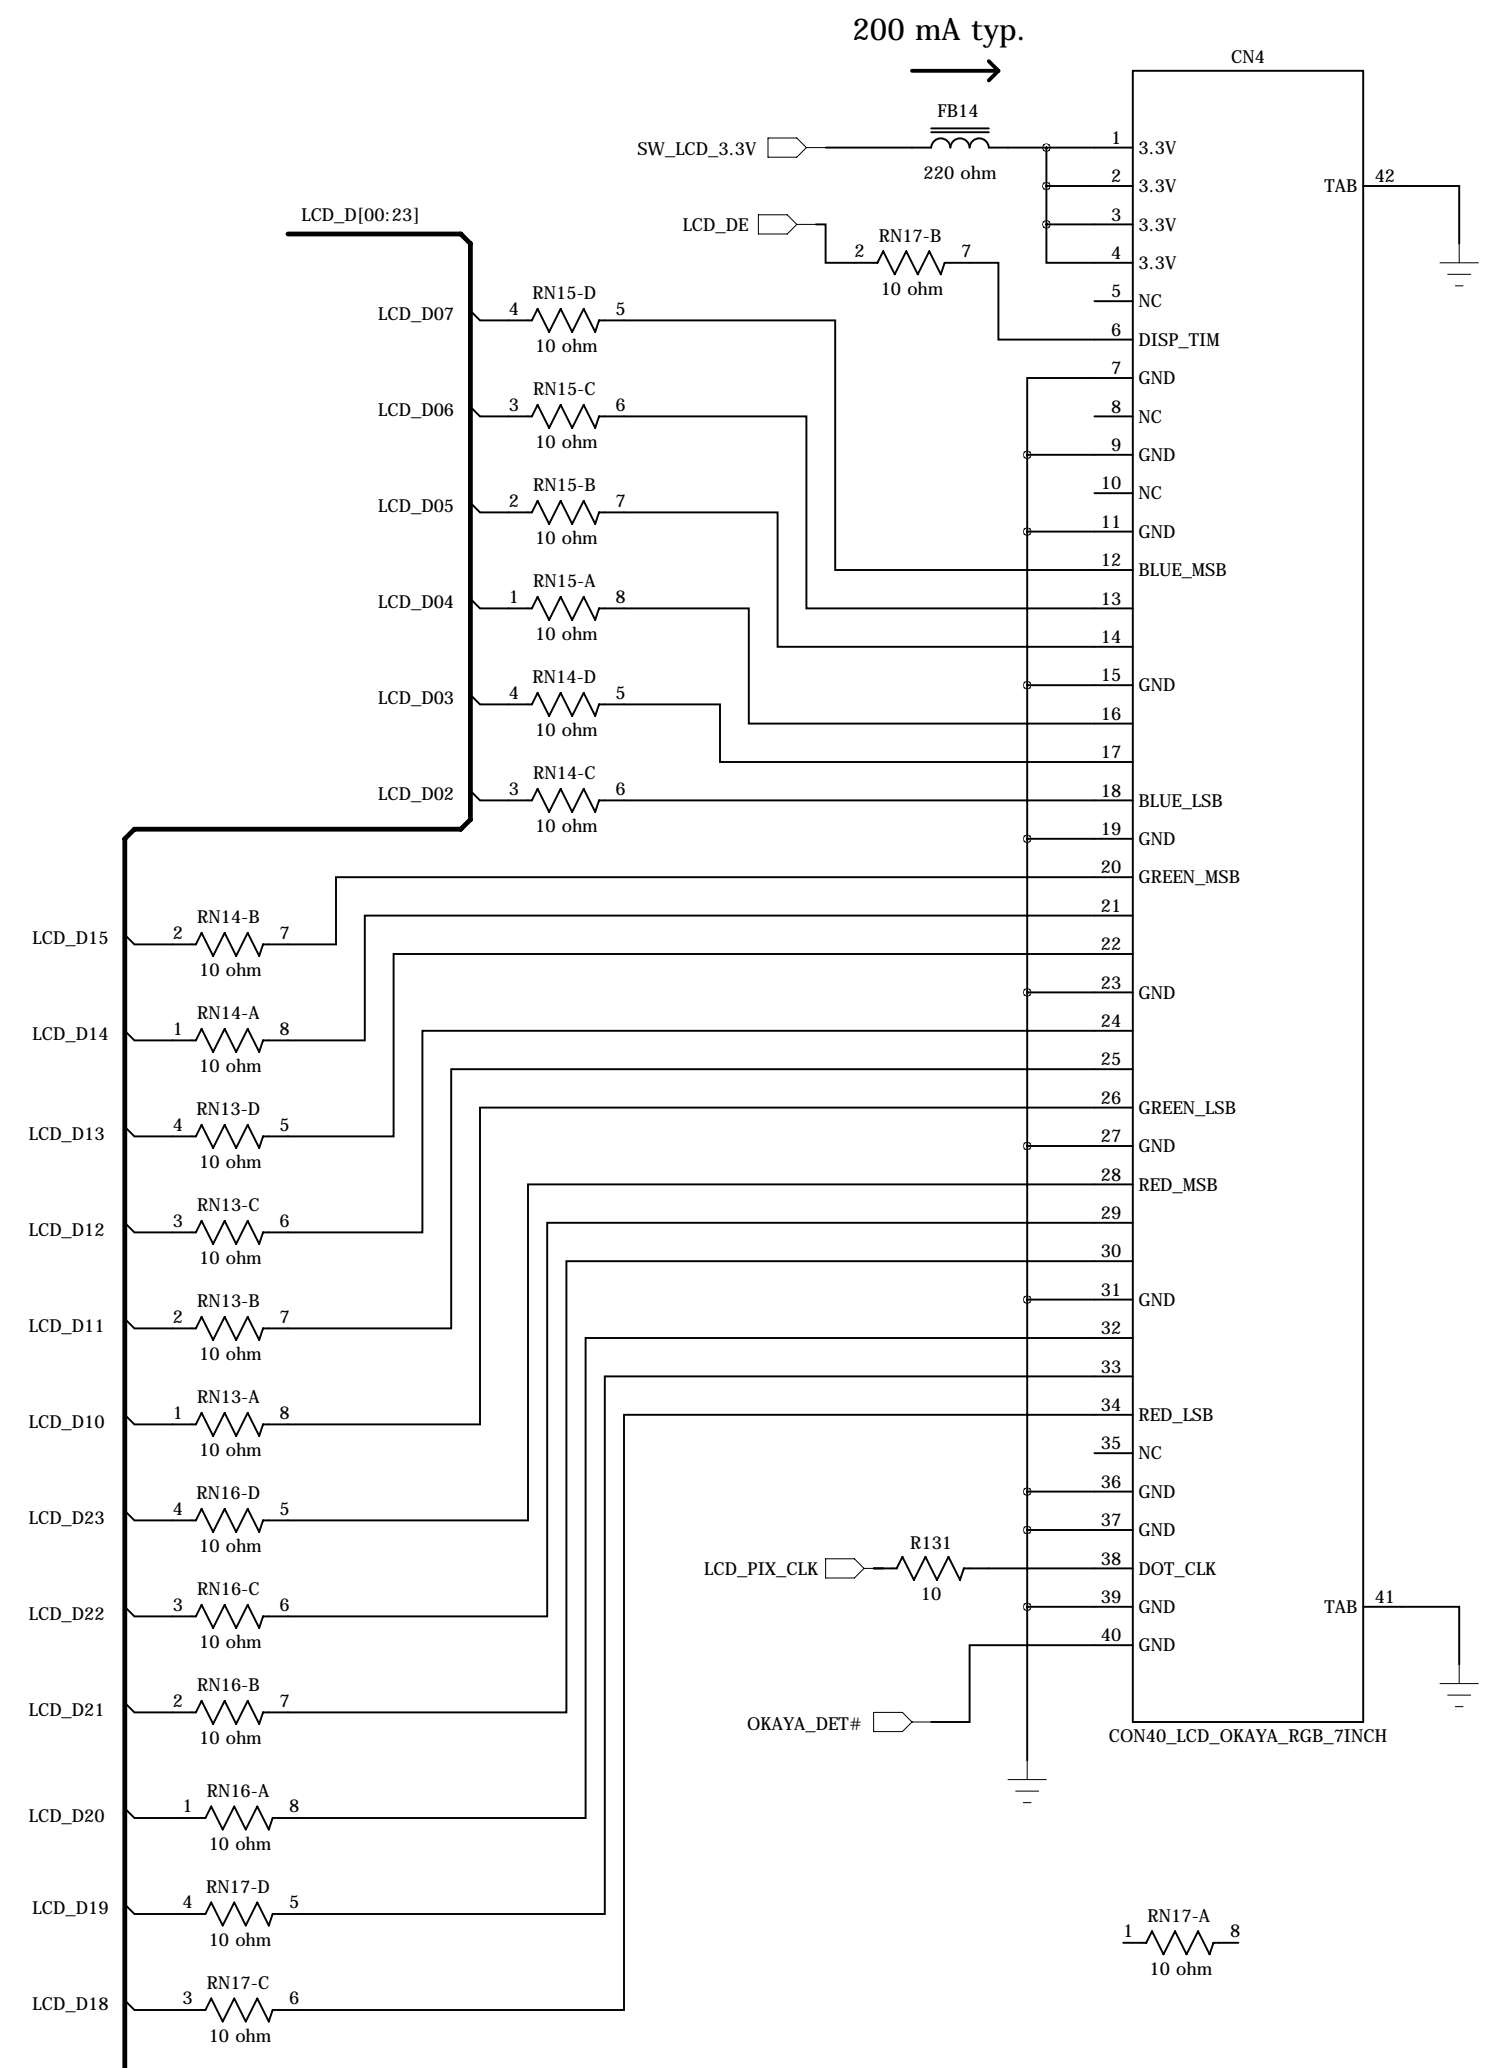 200 mA typ.
CN4
FB14
SW_LCD_3.3V
220 ohm
1 3.3V
2 3.3V
TAB 42
LCD_D[00:23]
LCD_DE
3 3.3V
RN17-B
2 7
10 ohm
4 3.3V
5 NC
6 DISP_TIM
7 GND
8 NC
9 GND
10 NC
11 GND
12 BLUE_MSB
13
14
15 GND
16
17
18 BLUE_LSB
19 GND
20 GREEN_MSB
21
22
23 GND
24
25
26 GREEN_LSB
27 GND
28 RED_MSB
29
30
31 GND
32
33
34 RED_LSB
35 NC
36 GND
37 GND
38 DOT_CLK
39 GND
40 GND
TAB 41
CON40_LCD_OKAYA_RGB_7INCH
RN15-D
LCD_D07 4 5
10 ohm
RN15-C
LCD_D06 3 6
10 ohm
RN15-B
LCD_D05 2 7
10 ohm
RN15-A
LCD_D04 1 8
10 ohm
RN14-D
LCD_D03 4 5
10 ohm
RN14-C
LCD_D02 3 6
10 ohm
RN14-B
LCD_D15 2 7
10 ohm
RN14-A
LCD_D14 1 8
10 ohm
RN13-D
LCD_D13 4 5
10 ohm
RN13-C
LCD_D12 3 6
10 ohm
RN13-B
LCD_D11 2 7
10 ohm
RN13-A
LCD_D10 1 8
10 ohm
RN16-D
LCD_D23 4 5
10 ohm
RN16-C
LCD_D22 3 6
10 ohm
RN16-B
LCD_D21 2 7
10 ohm
RN16-A
LCD_D20 1 8
10 ohm
RN17-D
LCD_D19 4 5
10 ohm
RN17-C
LCD_D18 3 6
10 ohm
R131
LCD_PIX_CLK
10
OKAYA_DET#
RN17-A
1 8
10 ohm